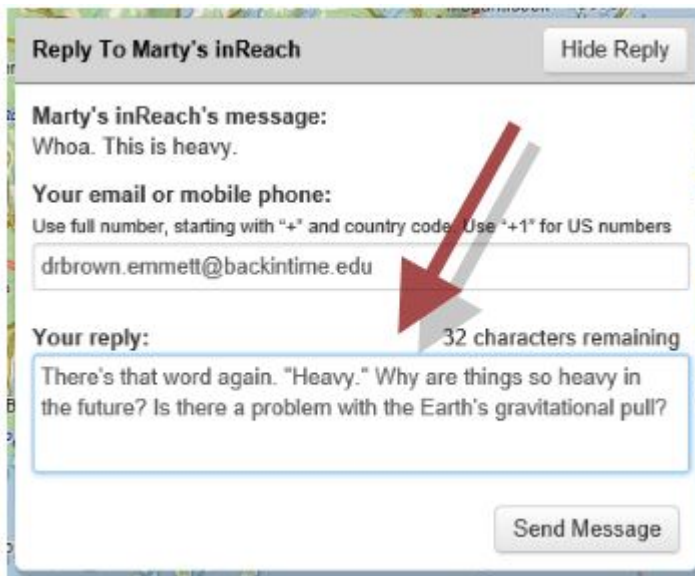 Reply To Marty's inReach
Hide Reply
Marty's inReach's message:
Whoa. This is heavy.
Your email or mobile phone:
Use full number, starting with "+" and country code. Use "+1" for US numbers
drbrown.emmett@backintime.edu
Your reply:
32 characters remaining
There's that word again. "Heavy." Why are things so heavy in
the future? Is there a problem with the Earth's gravitational pull?
Send Message